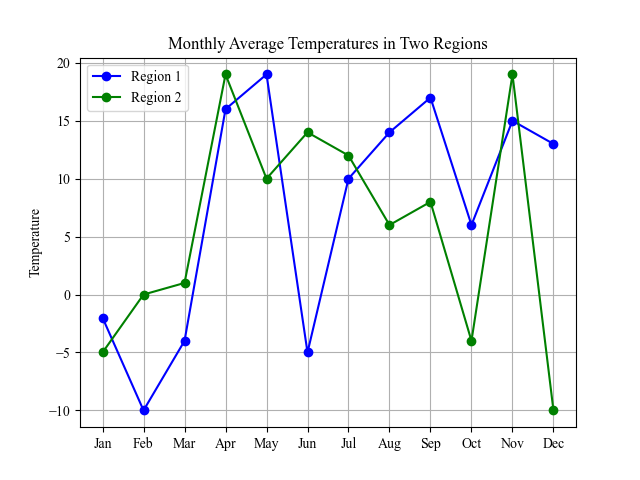 Monthly Average Temperatures in Two Regions
Region 1
Region 2
Temperature
20
15
10
5
0
−5
−10
Jan Feb Mar Apr May Jun Jul Aug Sep Oct Nov Dec